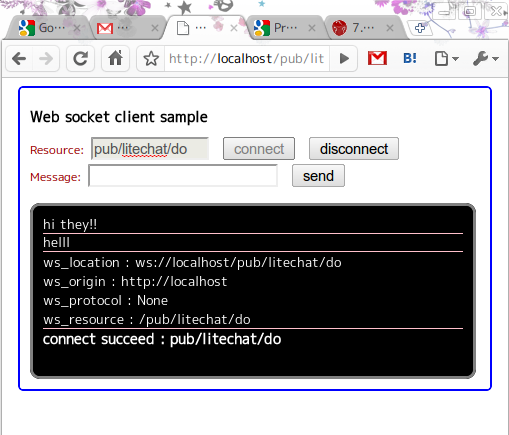 Go
M
...
Pr
7.
http://localhost/pub/lit
B!
Web socket client sample
Resource: pub/litechat/do connect disconnect
Message: send
hi they!!
helll
ws_location : ws://localhost/pub/litechat/do
ws_origin : http://localhost
ws_protocol : None
ws_resource : /pub/litechat/do
connect succeed : pub/litechat/do